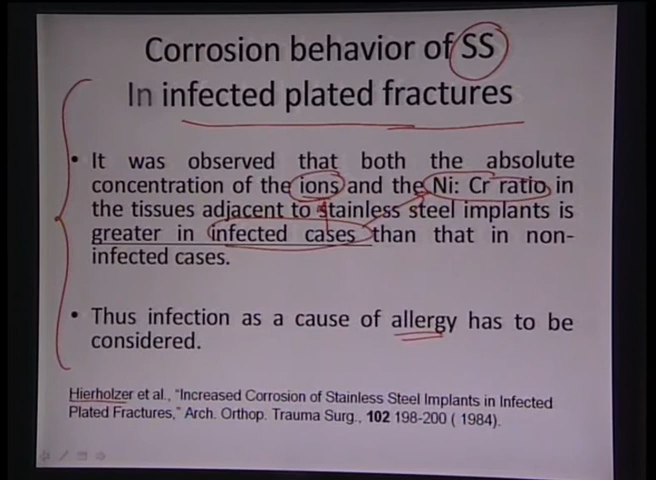 Corrosion behavior of SS
In infected plated fractures
• It was observed that both the absolute
concentration of the ions and the Ni: Cr ratio in
the tissues adjacent to stainless steel implants is
greater in infected cases than that in non-
infected cases.
• Thus infection as a cause of allergy has to be
considered.
Hierholzer et al., “Increased Corrosion of Stainless Steel Implants in Infected
Plated Fractures,” Arch. Orthop. Trauma Surg., 102 198-200 ( 1984).